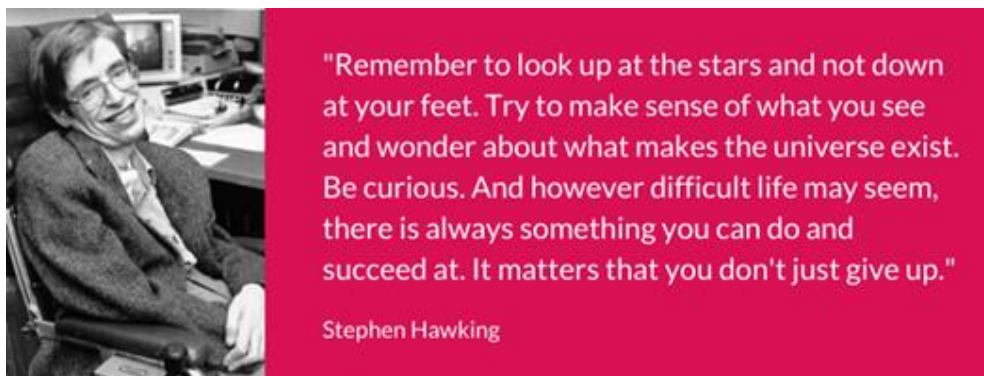 "Remember to look up at the stars and not down
at your feet. Try to make sense of what you see
and wonder about what makes the universe exist.
Be curious. And however difficult life may seem,
there is always something you can do and
succeed at. It matters that you don't just give up."
Stephen Hawking